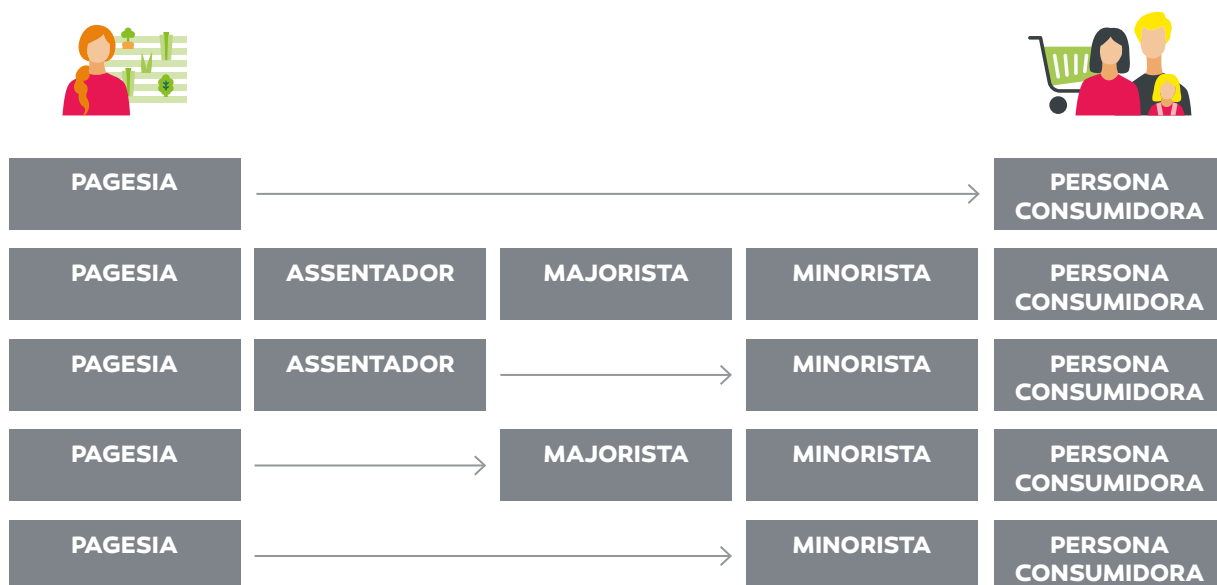 PAGESIA
PERSONA
CONSUMIDORA
PAGESIA
ASSENTADOR
MAJORISTA
MINORISTA
PERSONA
CONSUMIDORA
PAGESIA
ASSENTADOR
MINORISTA
PERSONA
CONSUMIDORA
PAGESIA
MAJORISTA
MINORISTA
PERSONA
CONSUMIDORA
PAGESIA
MINORISTA
PERSONA
CONSUMIDORA